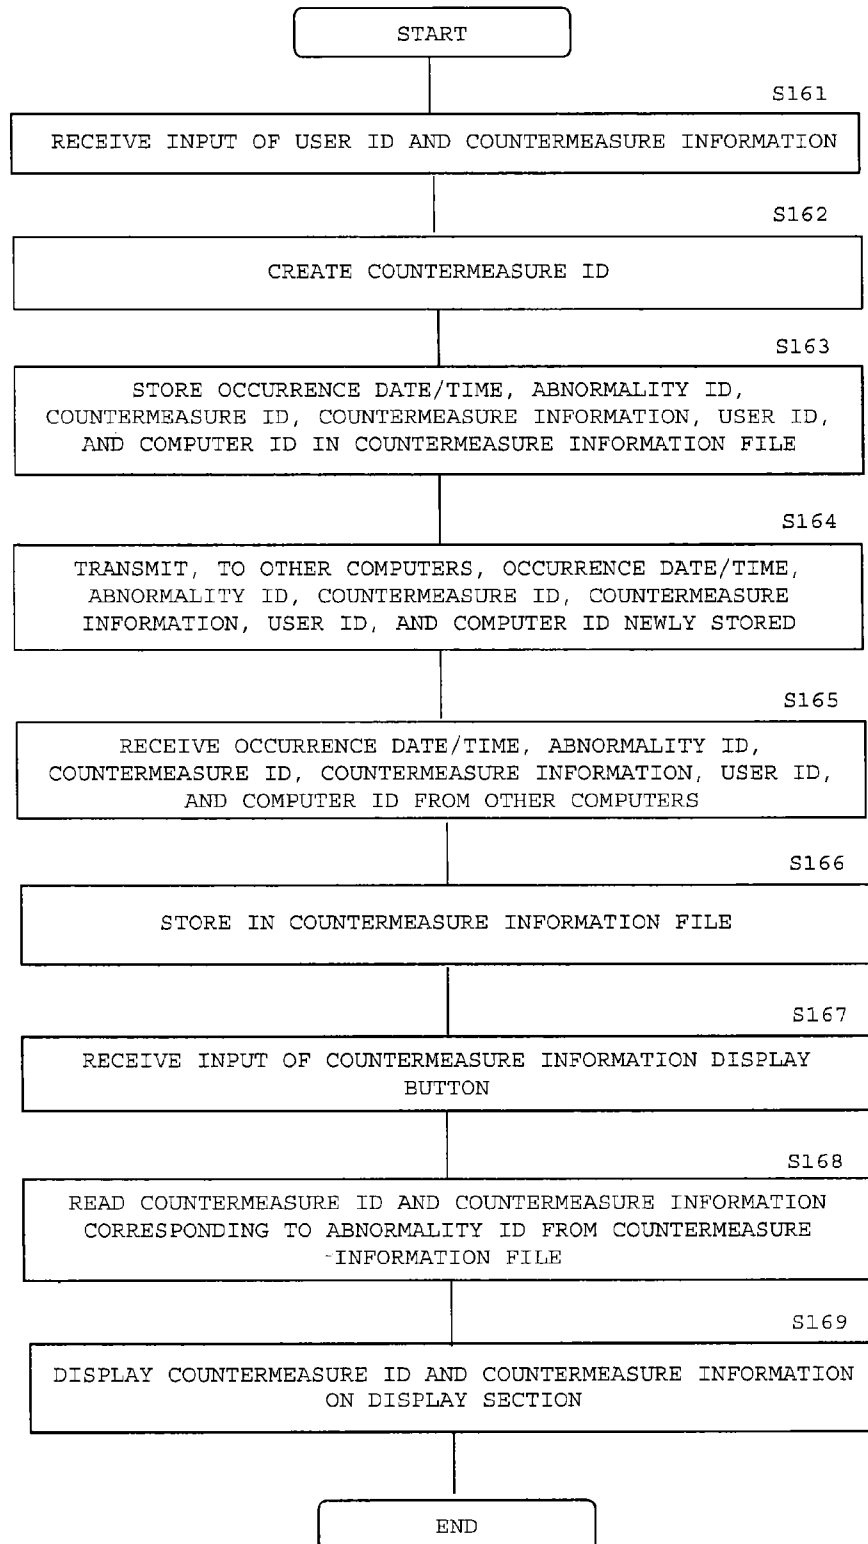 START
S161
RECEIVE INPUT OF USER ID AND COUNTERMEASURE INFORMATION
S162
CREATE COUNTERMEASURE ID
S163
STORE OCCURRENCE DATE/TIME, ABNORMALITY ID,
COUNTERMEASURE ID, COUNTERMEASURE INFORMATION, USER ID,
AND COMPUTER ID IN COUNTERMEASURE INFORMATION FILE
S164
TRANSMIT, TO OTHER COMPUTERS, OCCURRENCE DATE/TIME,
ABNORMALITY ID, COUNTERMEASURE ID, COUNTERMEASURE
INFORMATION, USER ID, AND COMPUTER ID NEWLY STORED
S165
RECEIVE OCCURRENCE DATE/TIME, ABNORMALITY ID,
COUNTERMEASURE ID, COUNTERMEASURE INFORMATION, USER ID,
AND COMPUTER ID FROM OTHER COMPUTERS
S166
STORE IN COUNTERMEASURE INFORMATION FILE
S167
RECEIVE INPUT OF COUNTERMEASURE INFORMATION DISPLAY
BUTTON
S168
READ COUNTERMEASURE ID AND COUNTERMEASURE INFORMATION
CORRESPONDING TO ABNORMALITY ID FROM COUNTERMEASURE
INFORMATION FILE
S169
DISPLAY COUNTERMEASURE ID AND COUNTERMEASURE INFORMATION
ON DISPLAY SECTION
END